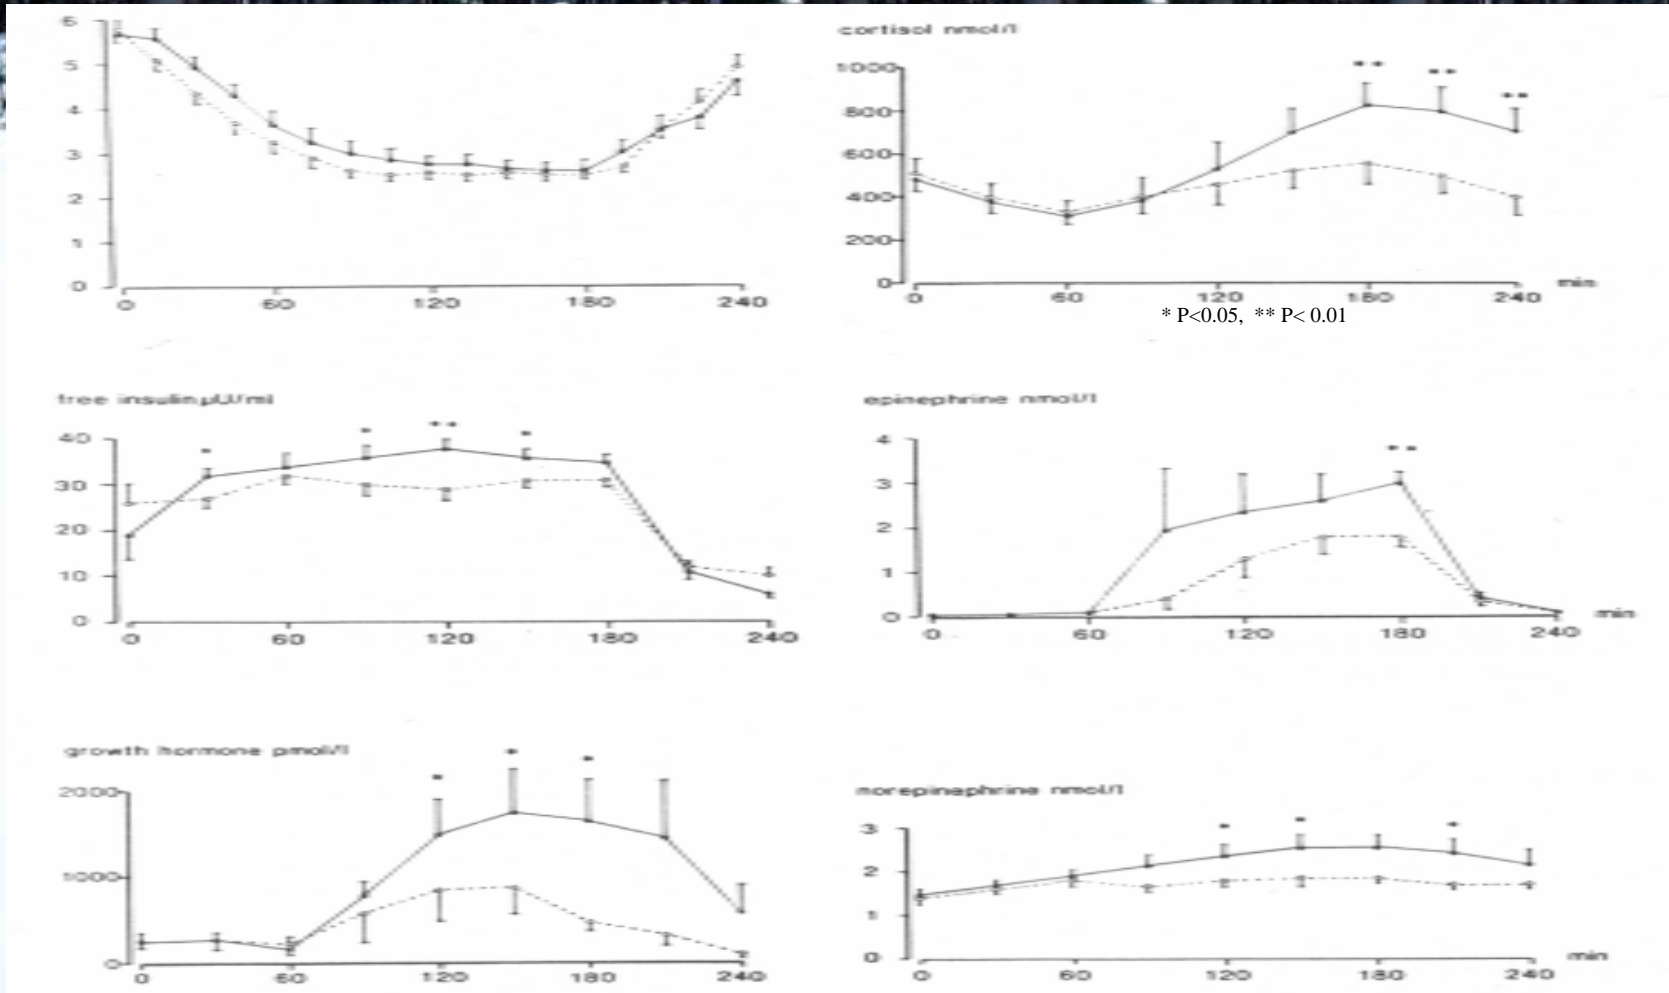 6
5
4
3
2
1
0
0 60 120 180 240
cortisol nmol/l
** ** **
1000
800
600
400
200
0
0 60 120 180 240 min
* P<0.05, ** P< 0.01
free insulin µU/ml
* * ** *
40
30
20
10
0
0 60 120 180 240
epinephrine nmol/l
**
4
3
2
1
0
0 60 120 180 240 min
growth hormone pmol/l
* * *
2000
1000
0
0 60 120 180 240
norepinephrine nmol/l
* * *
3
2
1
0
0 60 120 180 240 min